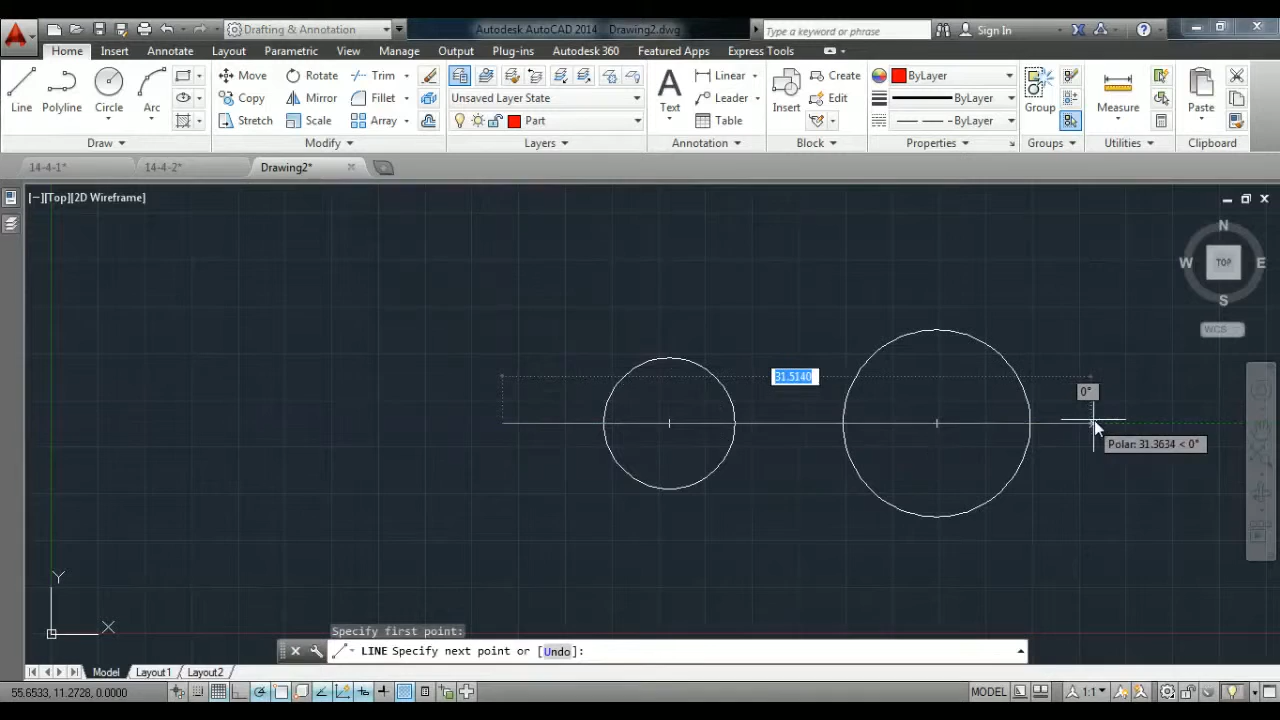 Drafting & Annotation
Autodesk AutoCAD 2014 Drawing2.dwg
Type a keyword or phrase
Sign In
Home Insert Annotate Layout Parametric View Manage Output Plug-ins Autodesk 360 Featured Apps Express Tools
Line Polyline Circle Arc
Move Rotate Trim
Copy Mirror Fillet
Stretch Scale Array
Unsaved Layer State
Part
Text Linear
Leader
Table
Insert Create
Edit
ByLayer
ByLayer
ByLayer
Group Measure Paste
Draw Modify Layers Annotation Block Properties Groups Utilities Clipboard
14-4-1* 14-4-2* Drawing2*
[−][Top][2D Wireframe]
N
W TOP E
S
WCS
31.5140
0°
Polar: 31.3634 < 0°
Y
X
Specify first point:
LINE Specify next point or [Undo]:
Model Layout1 Layout2
55.6533, 11.2728, 0.0000
MODEL 1:1